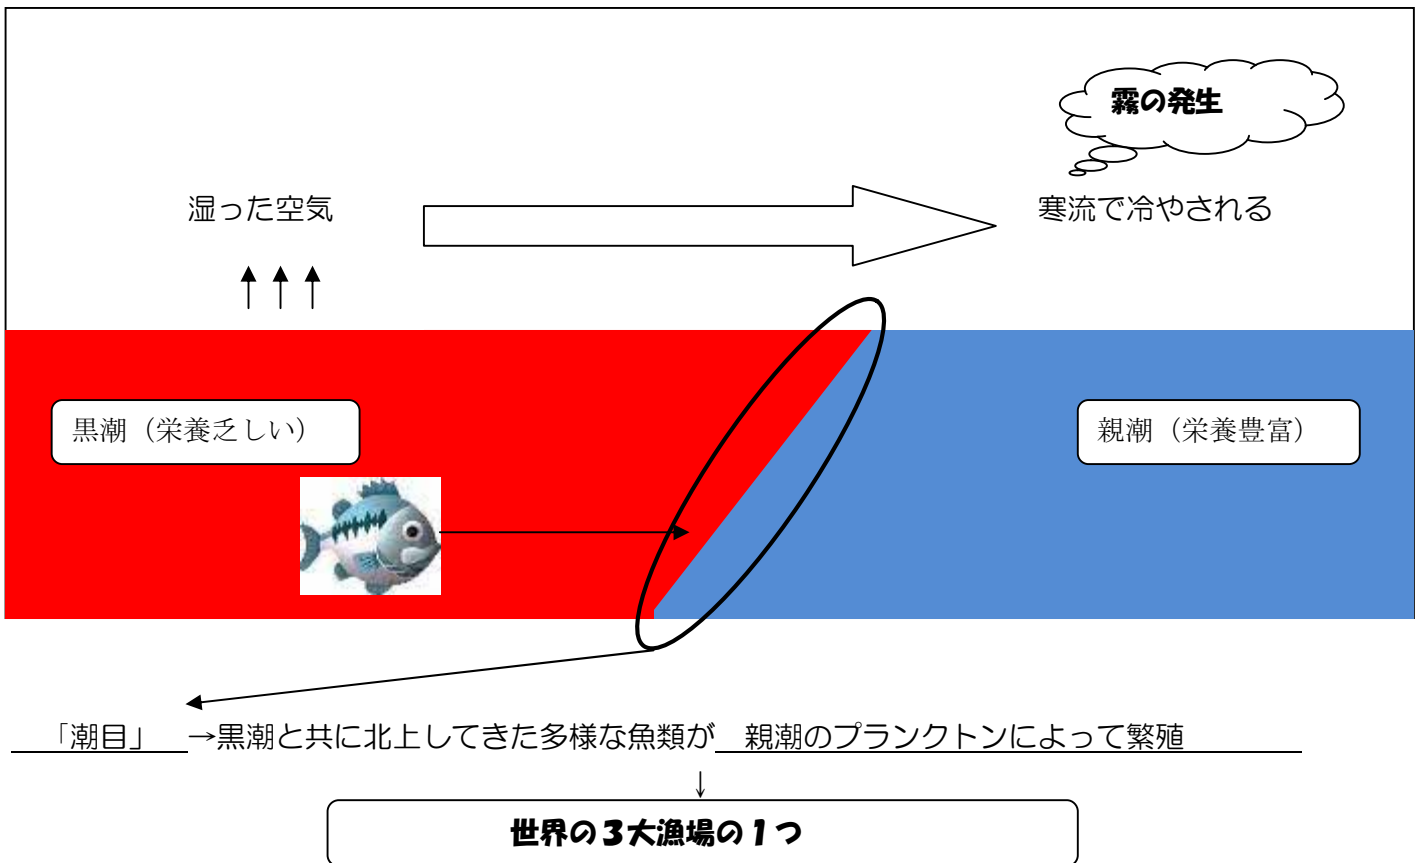 霧の発生
湿った空気
寒流で冷やされる
黒潮（栄養乏しい）
親潮（栄養豊富）
「潮目」 →黒潮と共に北上してきた多様な魚類が 親潮のプランクトンによって繁殖
↓
世界の３大漁場の１つ